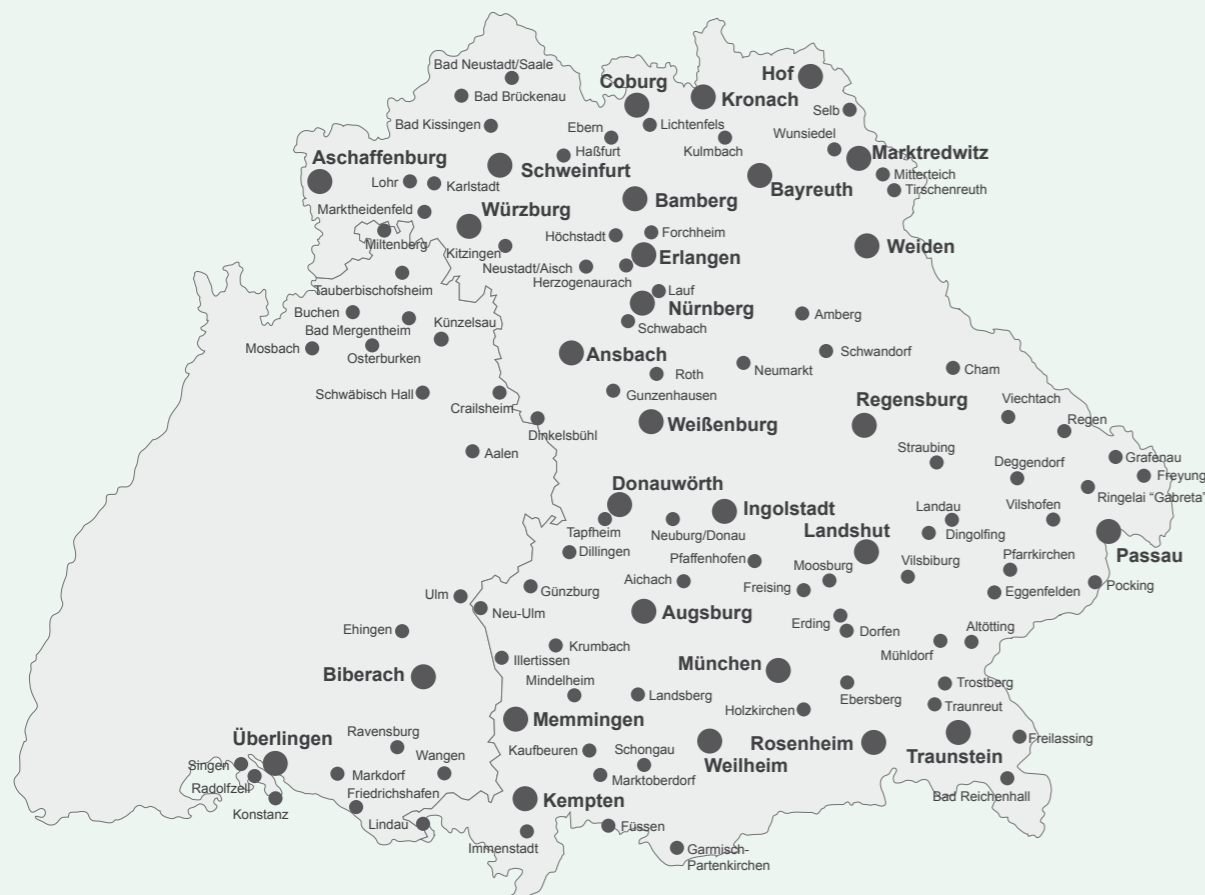 Bad Neustadt/Saale
Hof
Coburg
Bad Brückenau
Kronach
Selb
Bad Kissingen
Ebern
Lichtenfels
Wunsiedel
Kulmbach
Haßfurt
Marktredwitz
Aschaffenburg
Schweinfurt
Mitterteich
Lohr
Karlstadt
Bayreuth
Tirschenreuth
Bamberg
Marktheidenfeld
Würzburg
Höchstadt
Forchheim
Miltenberg
Kitzingen
Weiden
Erlangen
Neustadt/Aisch
Herzogenaurach
Tauberbischofsheim
Lauf
Buchen
Nürnberg
Amberg
Bad Mergentheim
Künzelsau
Schwabach
Mosbach
Osterburken
Ansbach
Schwandorf
Neumarkt
Cham
Roth
Schwäbisch Hall
Gunzenhausen
Crailsheim
Regensburg
Viechtach
Regen
Weißenburg
Dinkelsbühl
Straubing
Aalen
Grafenau
Deggendorf
Freyung
Donauwörth
Ringelai “Gabreta”
Ingolstadt
Landau
Vilshofen
Tapfheim
Neuburg/Donau
Landshut
Dingolfing
Dillingen
Passau
Pfaffenhofen
Moosburg
Vilsbiburg
Pfarrkirchen
Aichach
Freising
Pocking
Günzburg
Eggenfelden
Ulm
Neu-Ulm
Augsburg
Erding
Dorfen
Altötting
Ehingen
Krumbach
Mühldorf
Illertissen
München
Biberach
Mindelheim
Landsberg
Ebersberg
Trostberg
Holzkirchen
Traunreut
Memmingen
Ravensburg
Überlingen
Kaufbeuren
Schongau
Rosenheim
Freilassing
Wangen
Weilheim
Traunstein
Singen
Markdorf
Marktoberdorf
Radolfzell
Friedrichshafen
Bad Reichenhall
Kempten
Konstanz
Lindau
Füssen
Immenstadt
Garmisch-
Partenkirchen